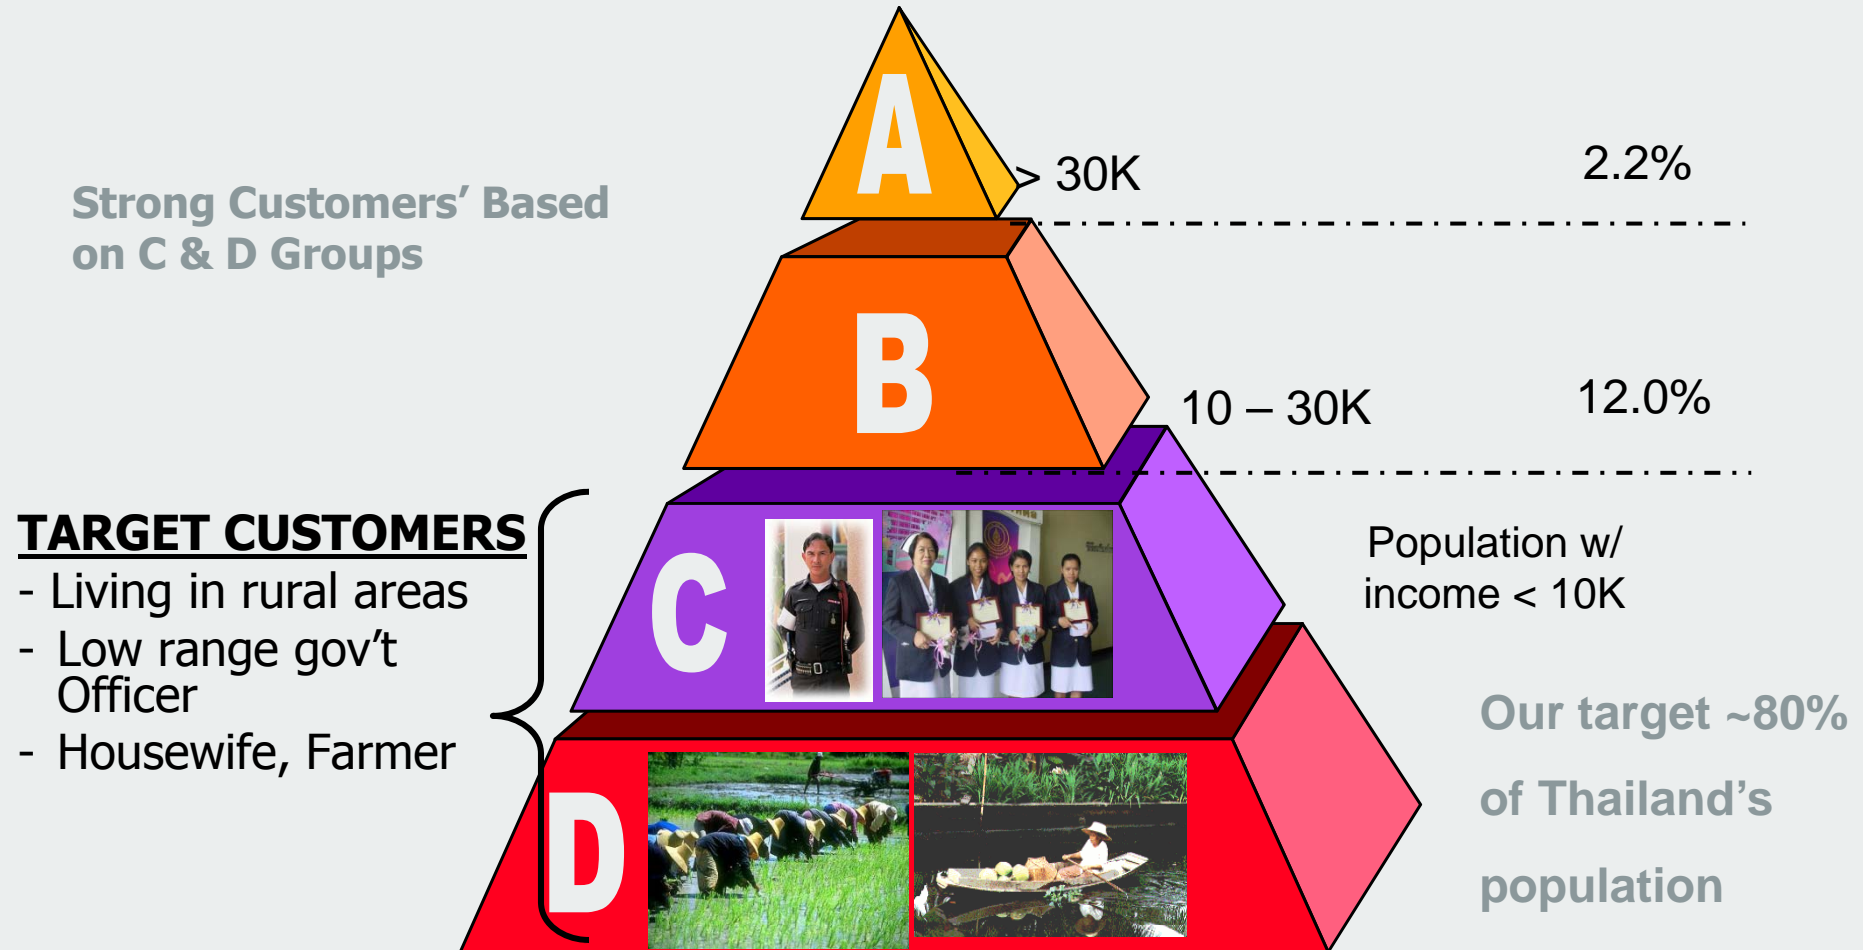 A
> 30K
2.2%
Strong Customers' Based
on C & D Groups
B
10 – 30K
12.0%
TARGET CUSTOMERS
- Living in rural areas
- Low range gov't
Officer
- Housewife, Farmer
C
Population w/
income < 10K
D
Our target ~80%
of Thailand's
population